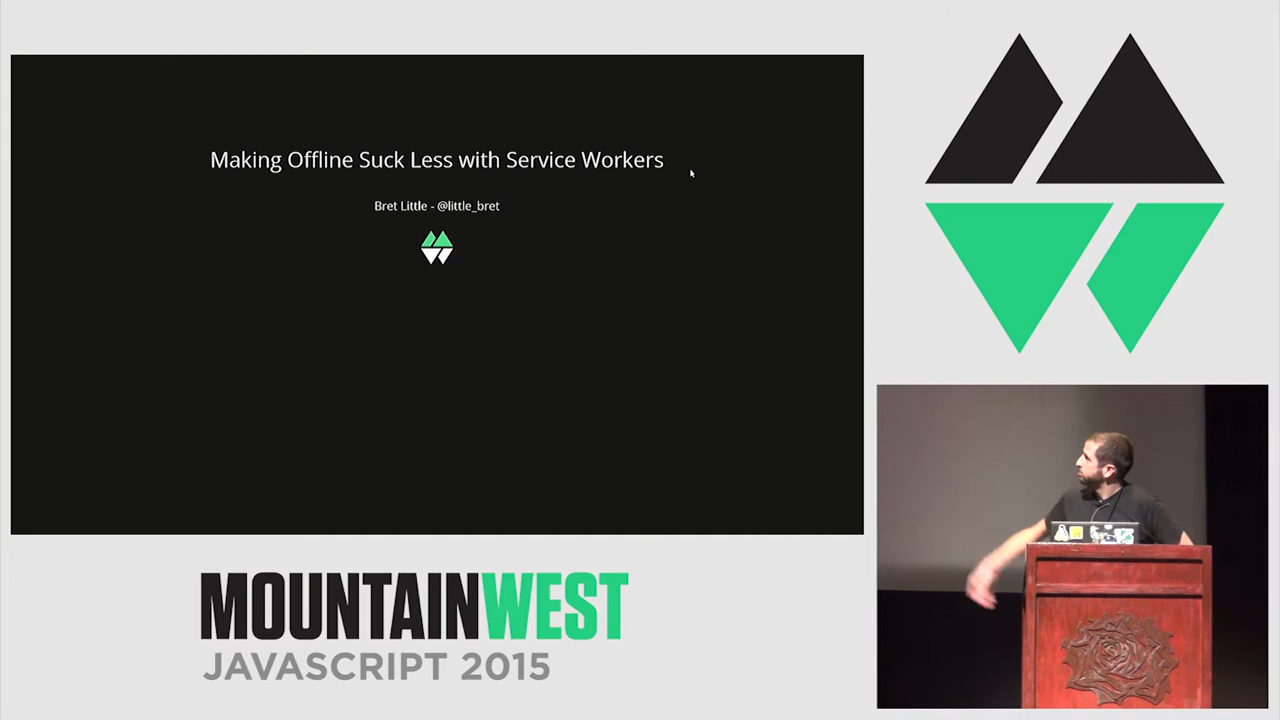 Making Offline Suck Less with Service Workers
Bret Little - @little_bret
MOUNTAINWEST
JAVASCRIPT 2015